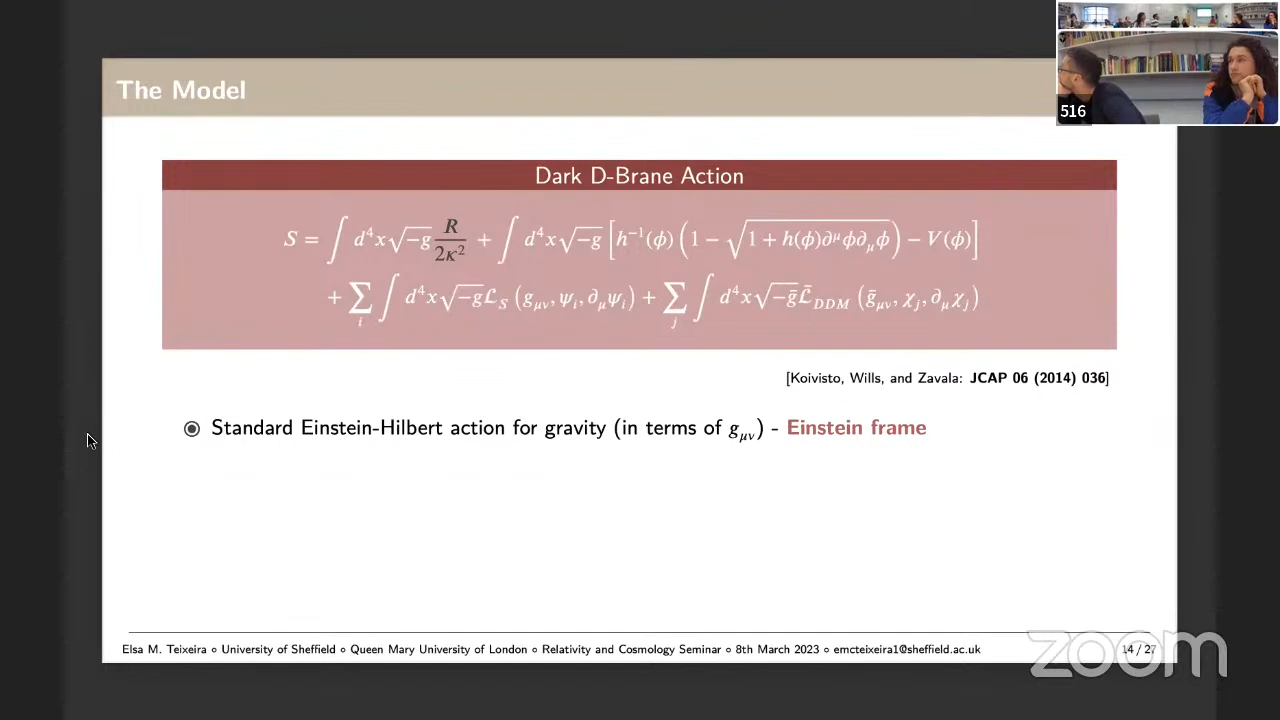 The Model
516
Dark D-Brane Action
S = ∫ d⁴x√−g R/2κ² + ∫ d⁴x√−g [h⁻¹(ϕ) (1 − √1 + h(ϕ)∂^μϕ∂_μϕ) − V(ϕ)]
+ ∑_i ∫ d⁴x√−g ℒ_S (g_μν, ψ_i, ∂_μψ_i) + ∑_j ∫ d⁴x√−ḡ ℒ̄_DDM (ḡ_μν, χ_j, ∂_μχ_j)
[Koivisto, Wills, and Zavala: JCAP 06 (2014) 036]
Standard Einstein-Hilbert action for gravity (in terms of g_μν) - Einstein frame
Elsa M. Teixeira ∘ University of Sheffield ∘ Queen Mary University of London ∘ Relativity and Cosmology Seminar ∘ 8th March 2023 ∘ emcteixeira1@sheffield.ac.uk
14 / 27
zoom